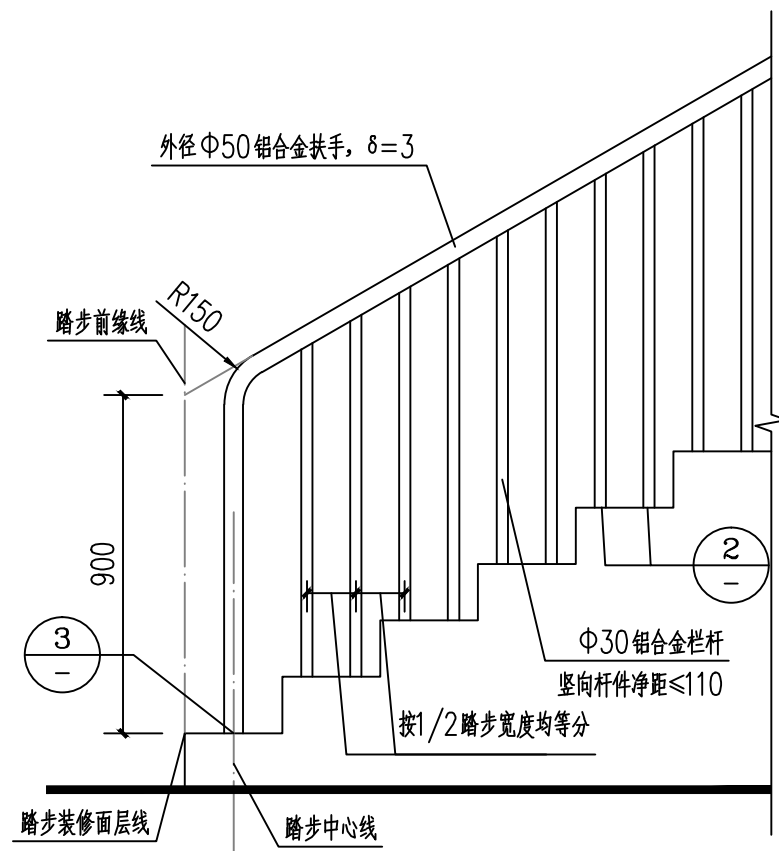 外径Φ50铝合金扶手，δ=3
R150
踏步前缘线
900
2
-
3
-
Φ30铝合金栏杆
竖向杆件净距≤110
按1/2踏步宽度均等分
踏步装修面层线
踏步中心线